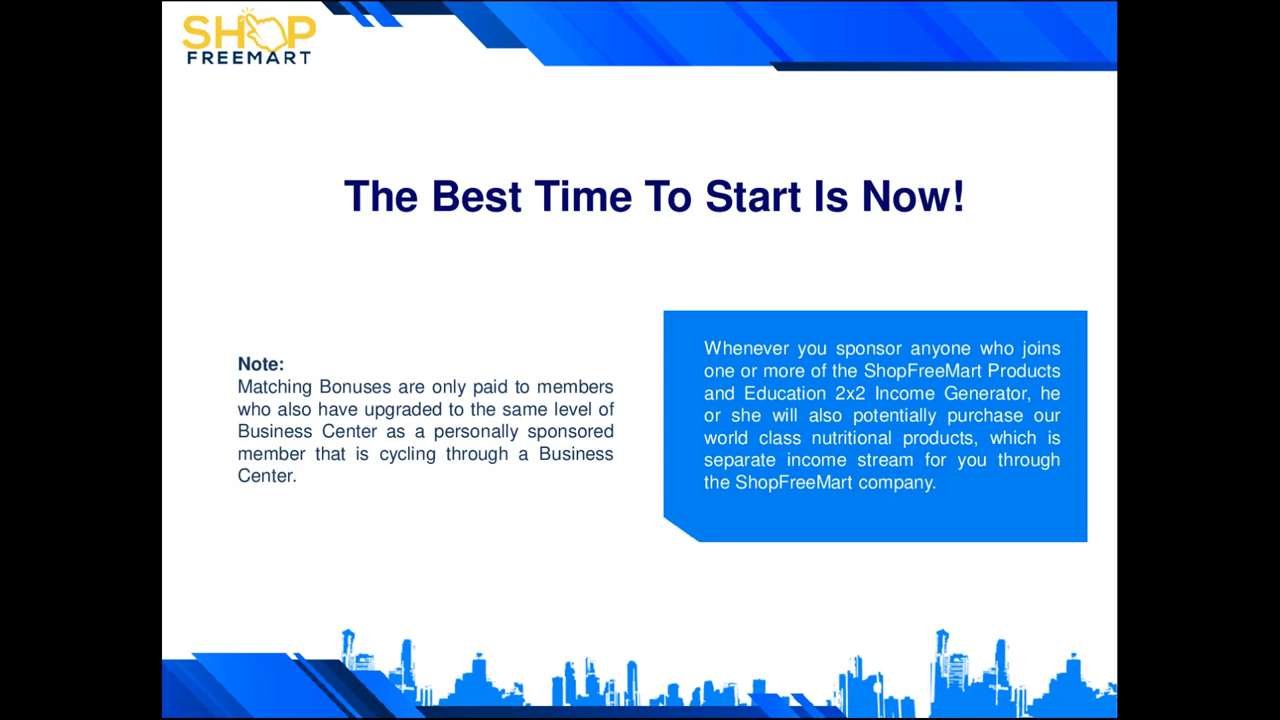 SHOP
FREEMART
The Best Time To Start Is Now!
Note:
Matching Bonuses are only paid to members
who also have upgraded to the same level of
Business Center as a personally sponsored
member that is cycling through a Business
Center.
Whenever you sponsor anyone who joins
one or more of the ShopFreeMart Products
and Education 2x2 Income Generator, he
or she will also potentially purchase our
world class nutritional products, which is
separate income stream for you through
the ShopFreeMart company.